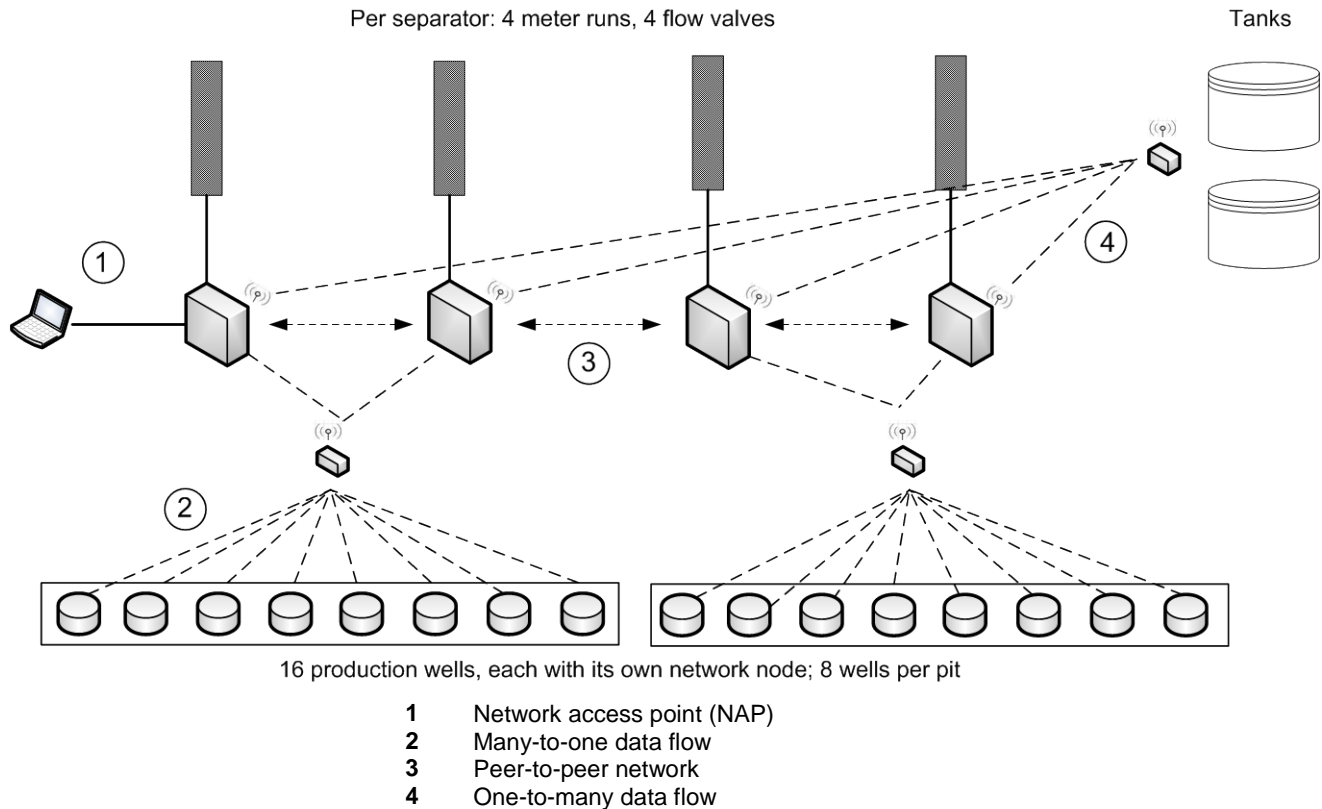 Per separator: 4 meter runs, 4 flow valves
Tanks
1
4
3
2
16 production wells, each with its own network node; 8 wells per pit
1 Network access point (NAP)
2 Many-to-one data flow
3 Peer-to-peer network
4 One-to-many data flow